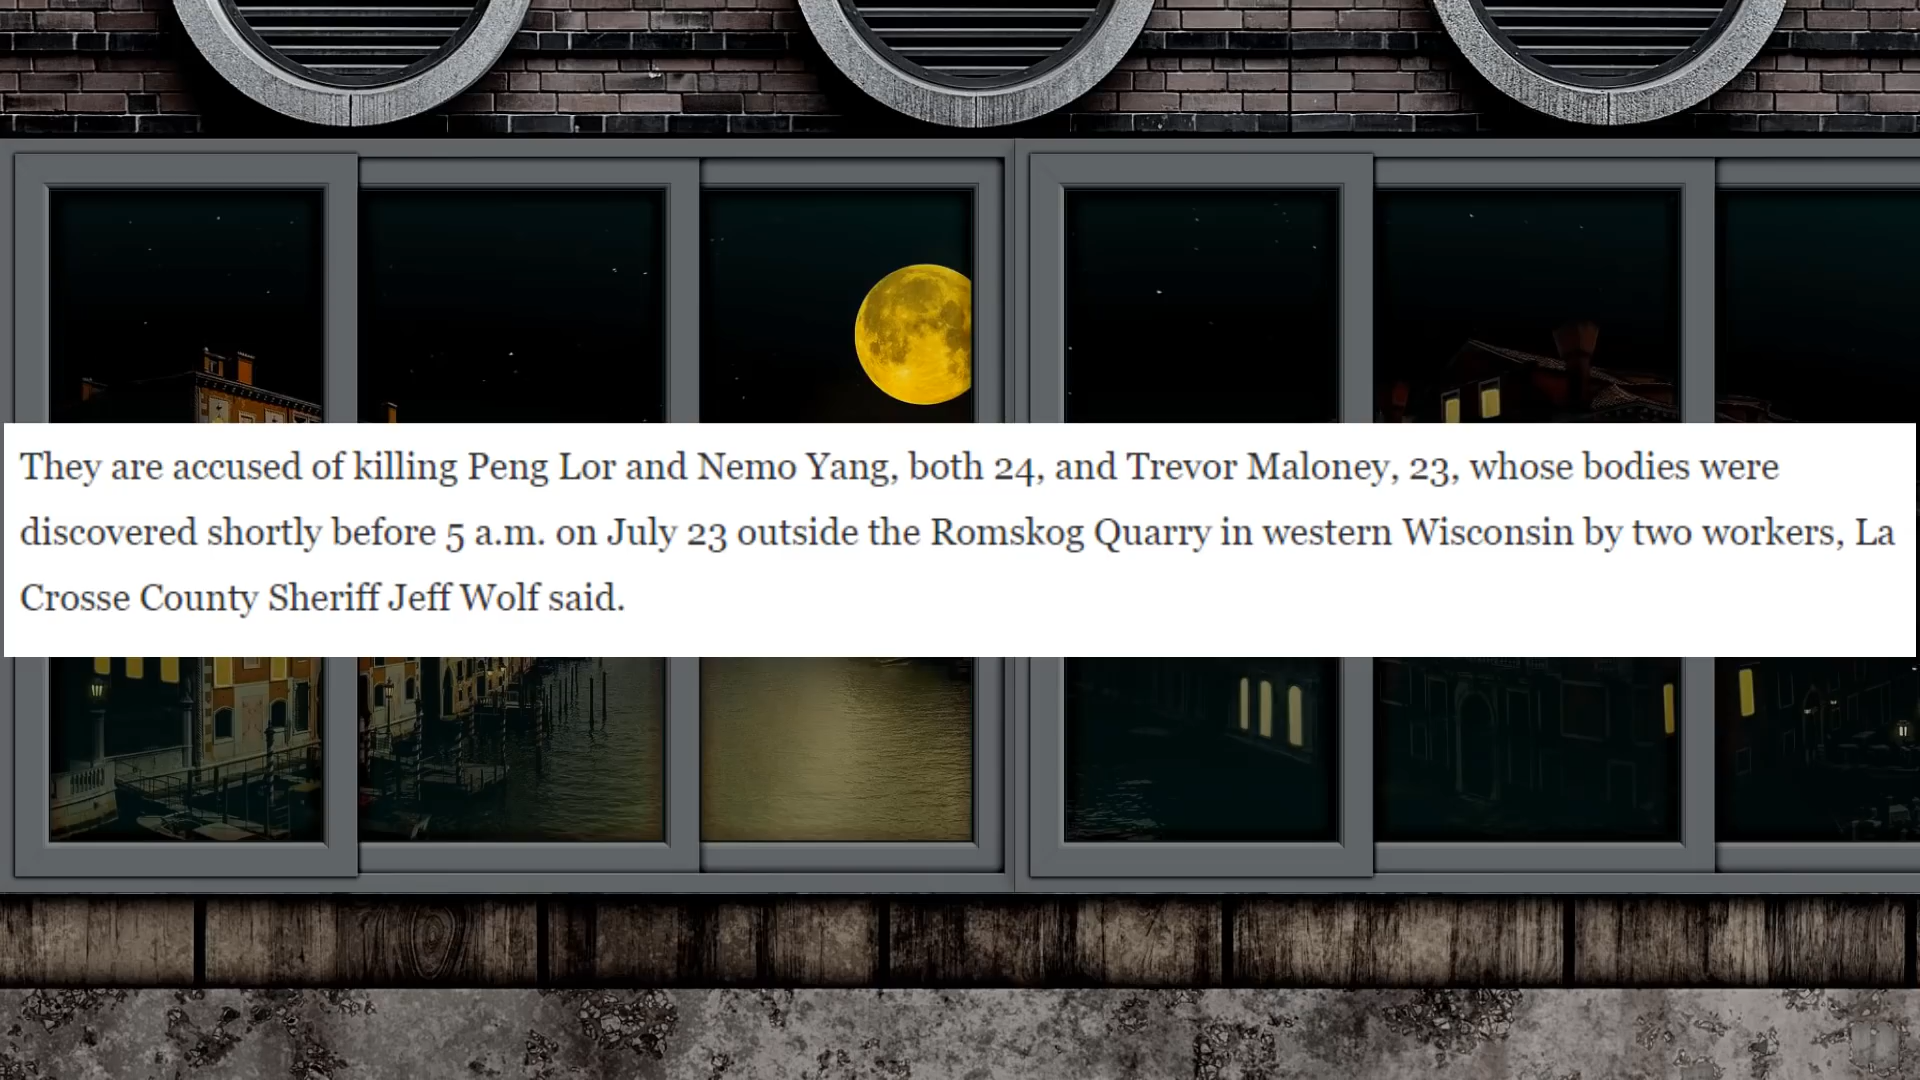 They are accused of killing Peng Lor and Nemo Yang, both 24, and Trevor Maloney, 23, whose bodies were
discovered shortly before 5 a.m. on July 23 outside the Romskog Quarry in western Wisconsin by two workers, La
Crosse County Sheriff Jeff Wolf said.